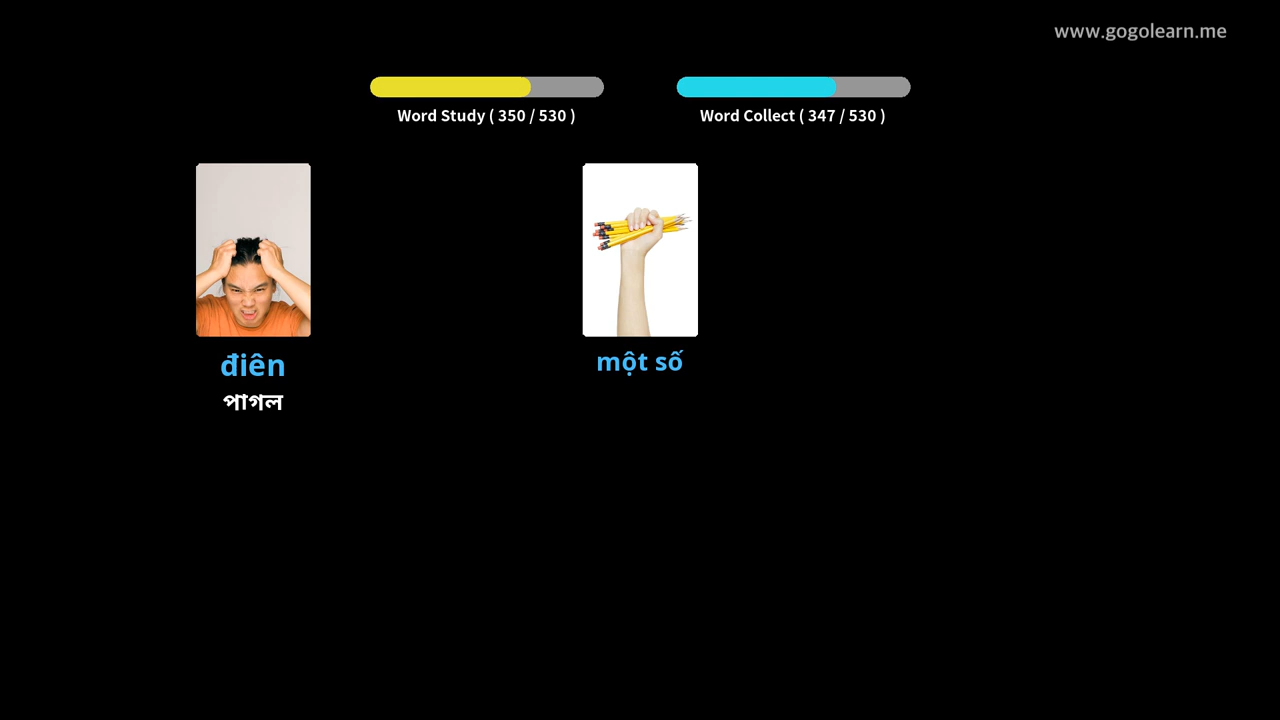 www.gogolearn.me
Word Study ( 350 / 530 )
Word Collect ( 347 / 530 )
điên
পাগল
một số